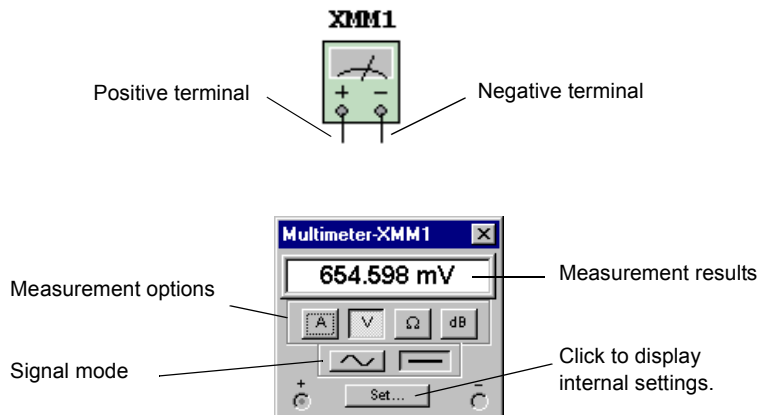 XMM1
Positive terminal
Negative terminal
+ −
Multimeter-XMM1
654.598 mV
Measurement results
Measurement options
A V Ω dB
Signal mode
Click to display
internal settings.
+ Set... −